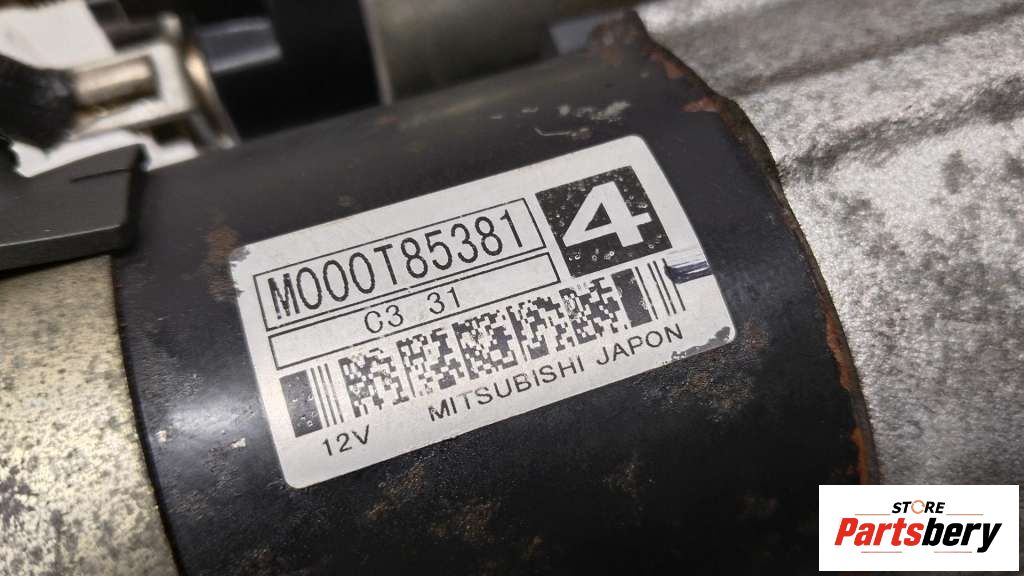 M000T85381
4
C3 31
12V MITSUBISHI JAPON
STORE
Partsbery